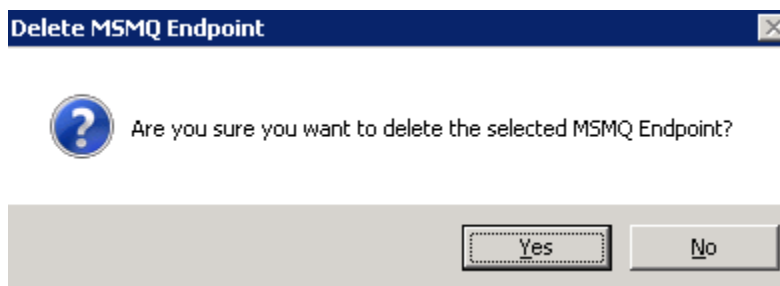 Delete MSMQ Endpoint
Are you sure you want to delete the selected MSMQ Endpoint?
Yes
No